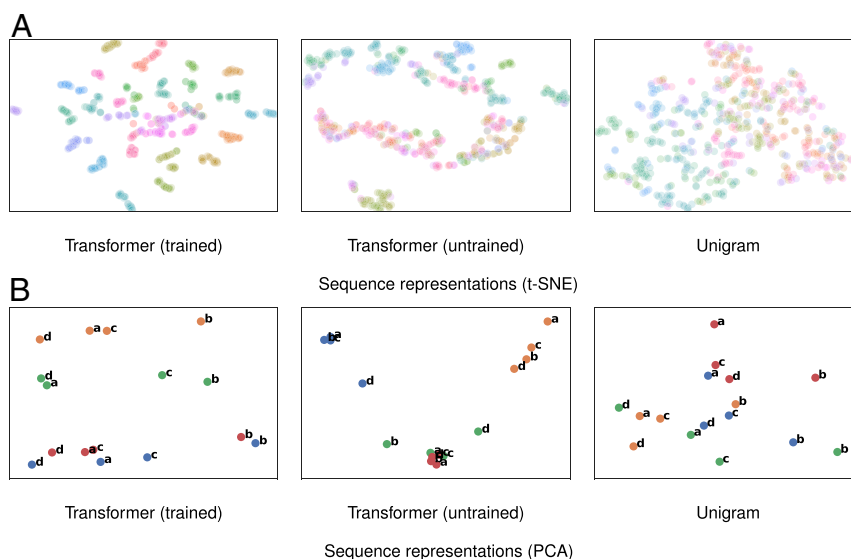 A
Transformer (trained) Transformer (untrained) Unigram
Sequence representations (t-SNE)
B
d a c b
d a c b
d a c b b
d a c
a
b c
c
b
d
d
b
a c
b a
a
c
a d b
d b
a c c
d a d b b
c
Transformer (trained) Transformer (untrained) Unigram
Sequence representations (PCA)